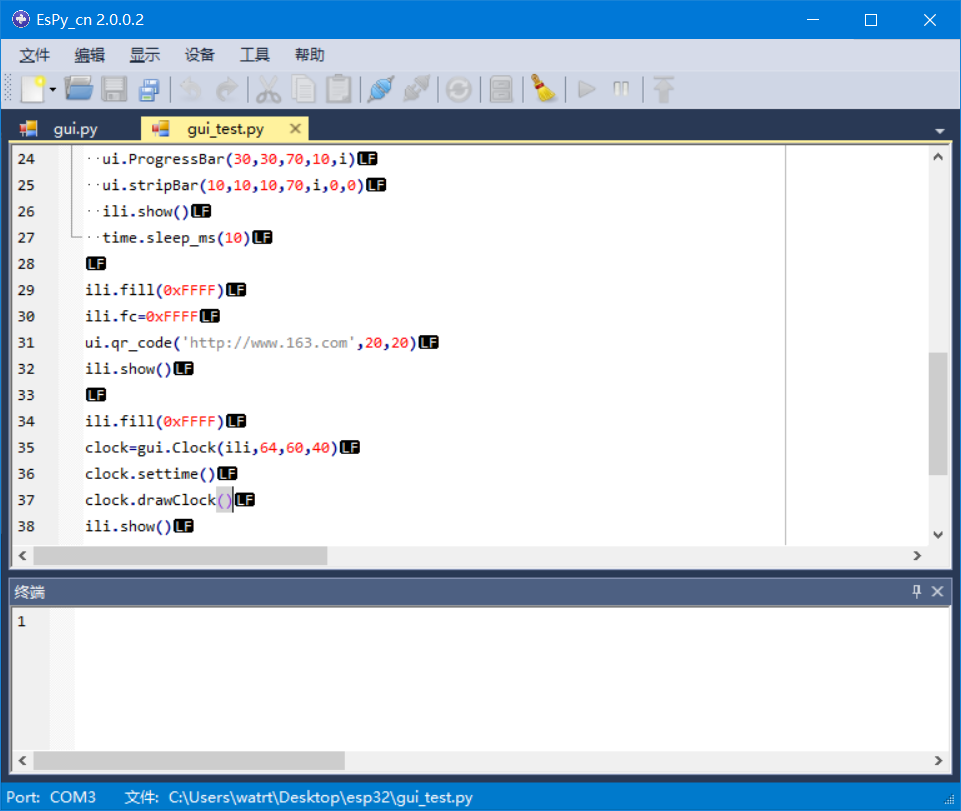 EsPy_cn 2.0.0.2
文件 编辑 显示 设备 工具 帮助
gui.py gui_test.py
24 ··ui.ProgressBar(30,30,70,10,i)LF
25 ··ui.stripBar(10,10,10,70,i,0,0)LF
26 ··ili.show()LF
27 ··time.sleep_ms(10)LF
28 LF
29 ili.fill(0xFFFF)LF
30 ili.fc=0xFFFFLF
31 ui.qr_code('http://www.163.com',20,20)LF
32 ili.show()LF
33 LF
34 ili.fill(0xFFFF)LF
35 clock=gui.Clock(ili,64,60,40)LF
36 clock.settime()LF
37 clock.drawClock()LF
38 ili.show()LF
终端
1
Port: COM3 文件: C:\Users\watrt\Desktop\esp32\gui_test.py